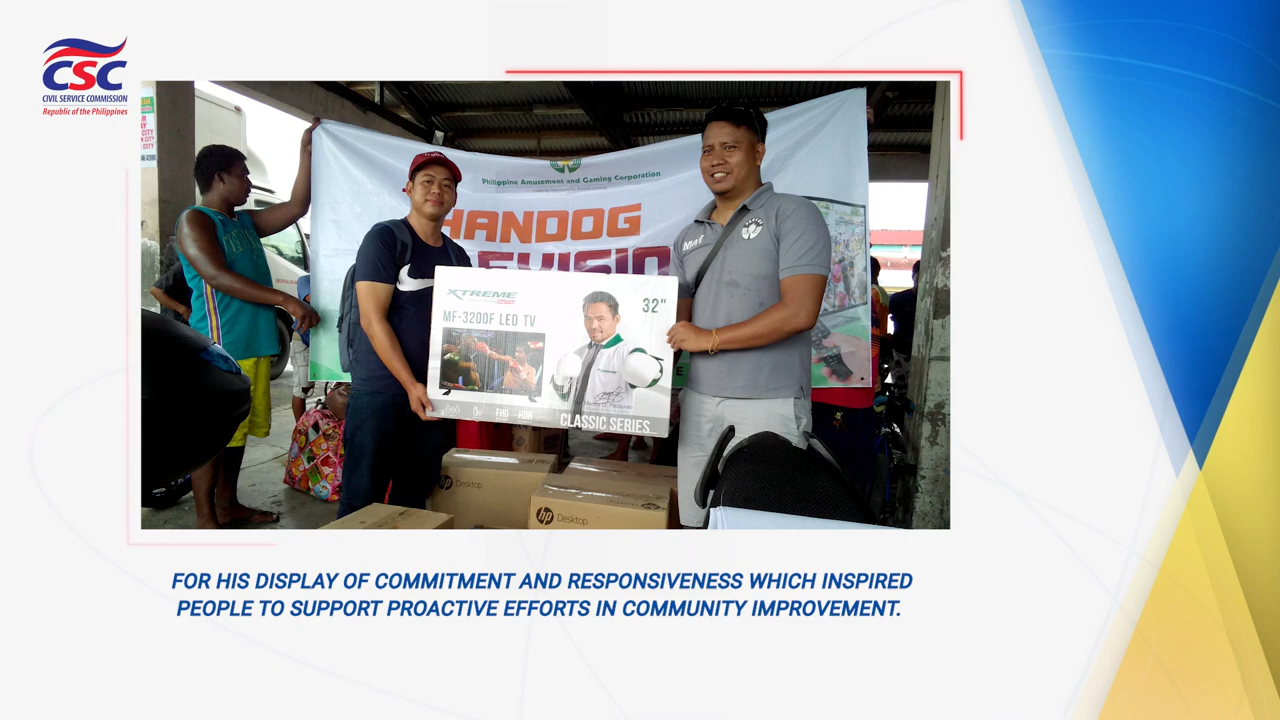 CSC
CIVIL SERVICE COMMISSION
Republic of the Philippines
Philippine Amusement and Gaming Corporation
HANDOG
XTREME
32"
MF-3200F LED TV
MAT
FHD
CLASSIC SERIES
hp Desktop
hp Desktop
FOR HIS DISPLAY OF COMMITMENT AND RESPONSIVENESS WHICH INSPIRED
PEOPLE TO SUPPORT PROACTIVE EFFORTS IN COMMUNITY IMPROVEMENT.